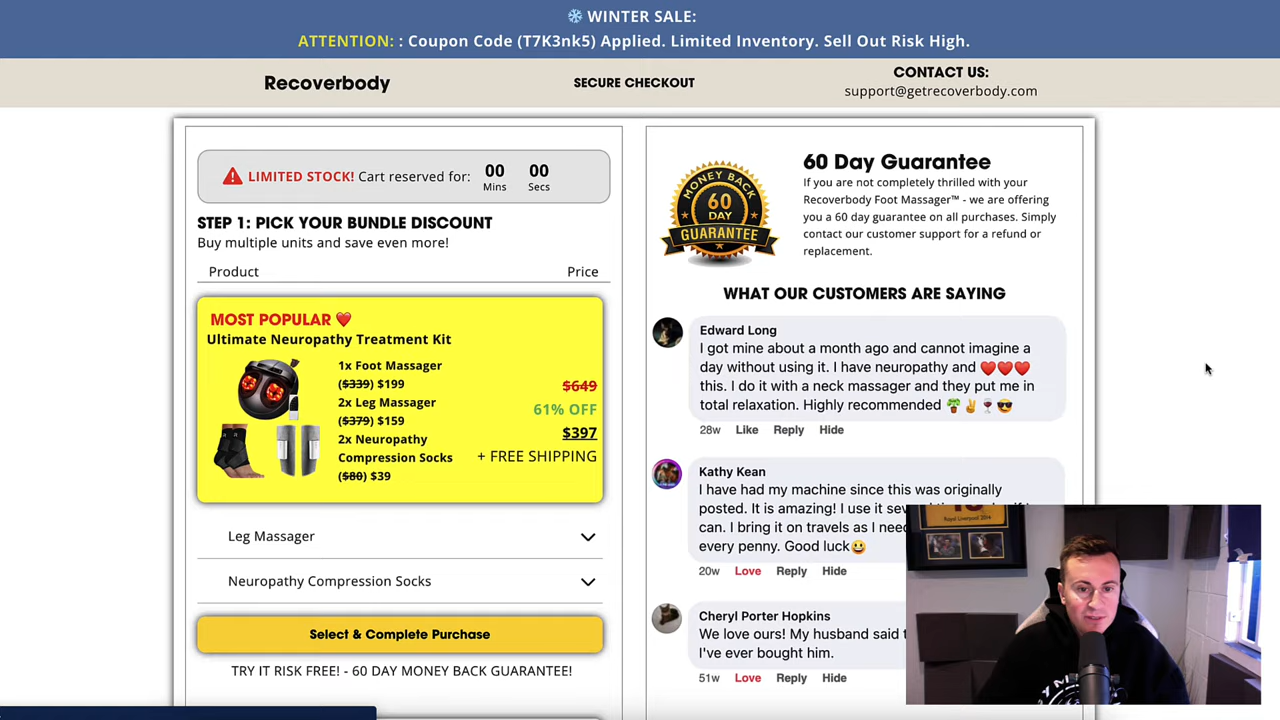 ❄️ WINTER SALE:
ATTENTION: : Coupon Code (T7K3nk5) Applied. Limited Inventory. Sell Out Risk High.
Recoverbody
SECURE CHECKOUT
CONTACT US:
support@getrecoverbody.com
LIMITED STOCK! Cart reserved for:
00 00
Mins Secs
STEP 1: PICK YOUR BUNDLE DISCOUNT
Buy multiple units and save even more!
Product Price
MOST POPULAR ❤️
Ultimate Neuropathy Treatment Kit
1x Foot Massager
($339) $199
2x Leg Massager
($379) $159
2x Neuropathy
Compression Socks
($80) $39
$649
61% OFF
$397
+ FREE SHIPPING
Leg Massager
Neuropathy Compression Socks
Select & Complete Purchase
TRY IT RISK FREE! - 60 DAY MONEY BACK GUARANTEE!
MONEY BACK
60
DAY
GUARANTEE
60 Day Guarantee
If you are not completely thrilled with your
Recoverbody Foot Massager™ - we are offering
you a 60 day guarantee on all purchases. Simply
contact our customer support for a refund or
replacement.
WHAT OUR CUSTOMERS ARE SAYING
Edward Long
I got mine about a month ago and cannot imagine a
day without using it. I have neuropathy and ❤️❤️❤️
this. I do it with a neck massager and they put me in
total relaxation. Highly recommended 🌴✌️🍷😎
28w Like Reply Hide
Kathy Kean
I have had my machine since this was originally
posted. It is amazing! I use it
can. I bring it on travels as I
every penny. Good luck😃
20w Love Reply Hide
Cheryl Porter Hopkins
We love ours! My husband said
I've ever bought him.
51w Love Reply Hide
Royal Liverpool 2014